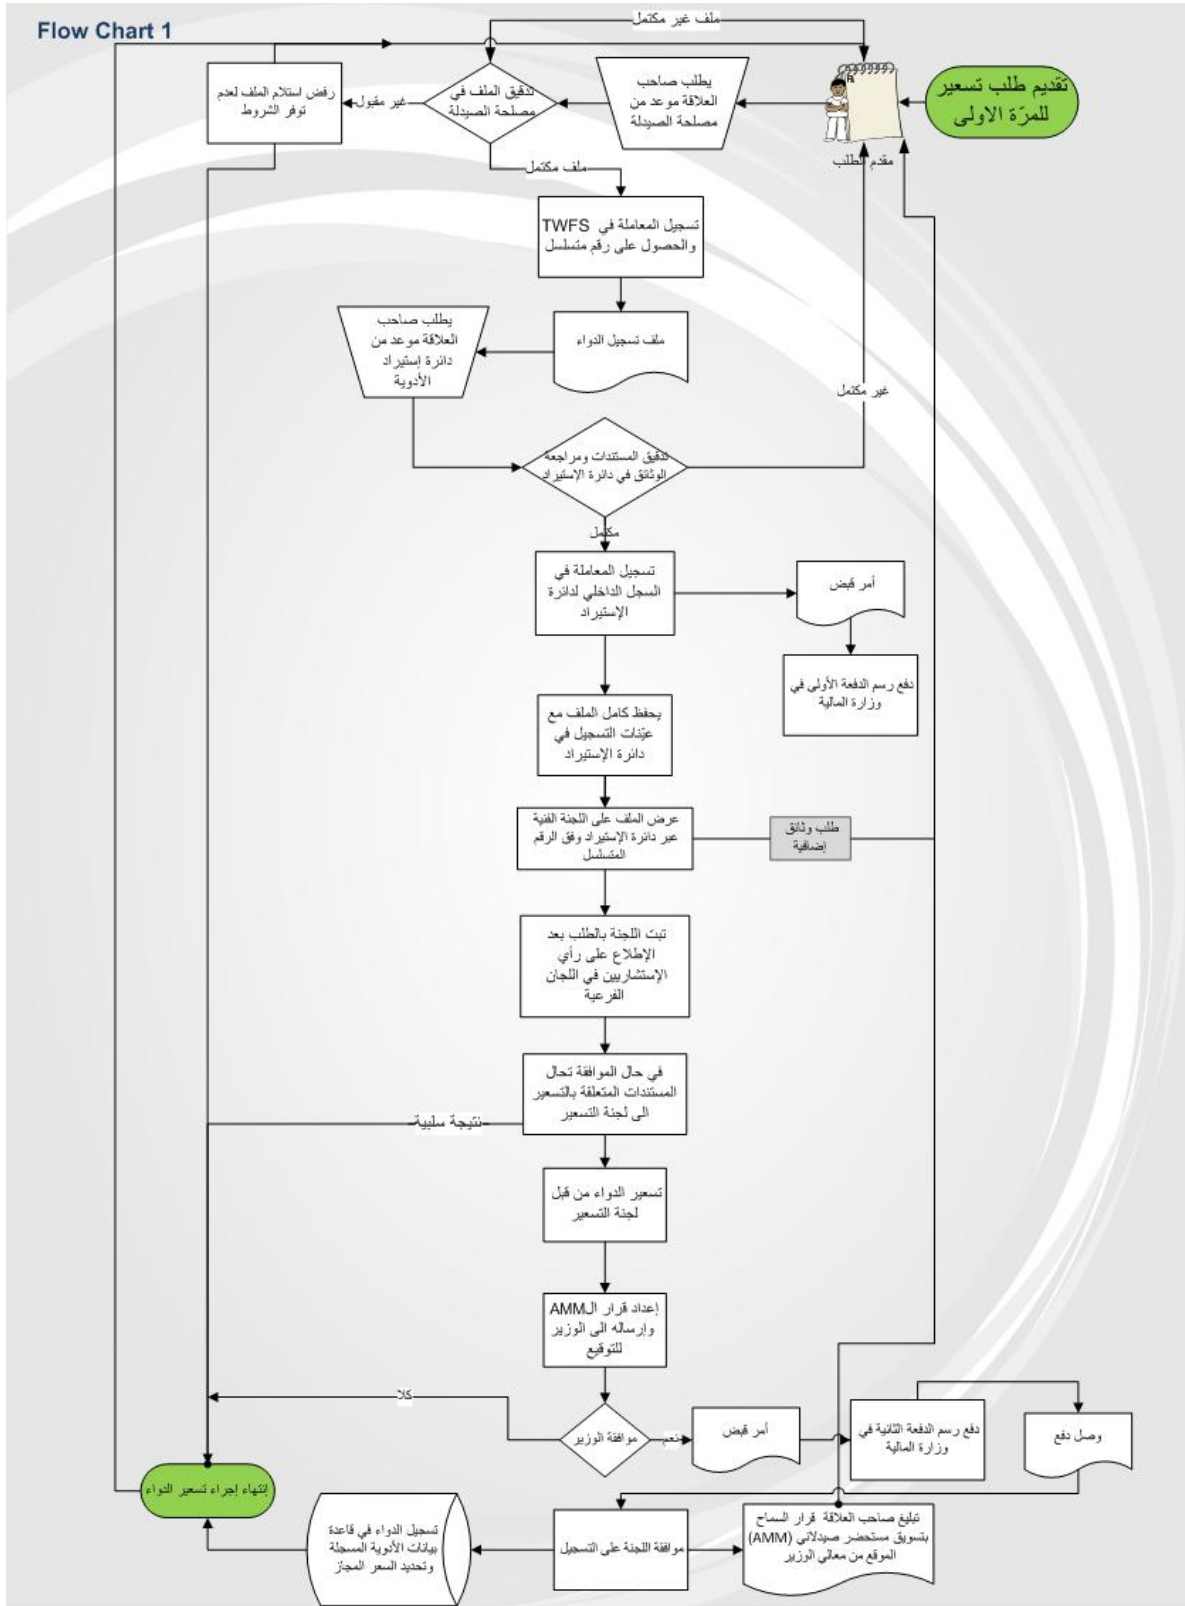 Flow Chart 1
ملف غير مكتمل
تقديم طلب تسعير
للمرّة الاولى
مقدم الطلب
يطلب صاحب
العلاقة موعد من
مصلحة الصيدلة
تدقيق الملف في
مصلحة الصيدلة
غير مقبول
رفض استلام الملف لعدم
توفر الشروط
ملف مكتمل
تسجيل المعاملة في TWFS
والحصول على رقم متسلسل
ملف تسجيل الدواء
يطلب صاحب
العلاقة موعد من
دائرة إستيراد
الأدوية
غير مكتمل
تدقيق المستندات ومراجعة
الوثائق في دائرة الإستيراد
مكتمل
تسجيل المعاملة في
السجل الداخلي لدائرة
الإستيراد
أمر قبض
دفع رسم الدفعة الأولى في
وزارة المالية
يحفظ كامل الملف مع
عيّنات التسجيل في
دائرة الإستيراد
عرض الملف على اللجنة الفنية
عبر دائرة الإستيراد وفق الرقم
المتسلسل
طلب وثائق
إضافية
تبت اللجنة بالطلب بعد
الإطلاع على رأي
الإستشاريين في اللجان
الفرعية
في حال الموافقة تحال
المستندات المتعلقة بالتسعير
الى لجنة التسعير
نتيجة سلبية
تسعير الدواء من قبل
لجنة التسعير
إعداد قرار الAMM
وإرساله الى الوزير
للتوقيع
كلا
موافقة الوزير
نعم
أمر قبض
دفع رسم الدفعة الثانية في
وزارة المالية
وصل دفع
إنتهاء إجراء تسعير الدواء
تسجيل الدواء في قاعدة
بيانات الأدوية المسجلة
وتحديد السعر المجاز
موافقة اللجنة على التسجيل
تبليغ صاحب العلاقة قرار السماح
بتسويق مستحضر صيدلاني (AMM)
الموقع من معالي الوزير